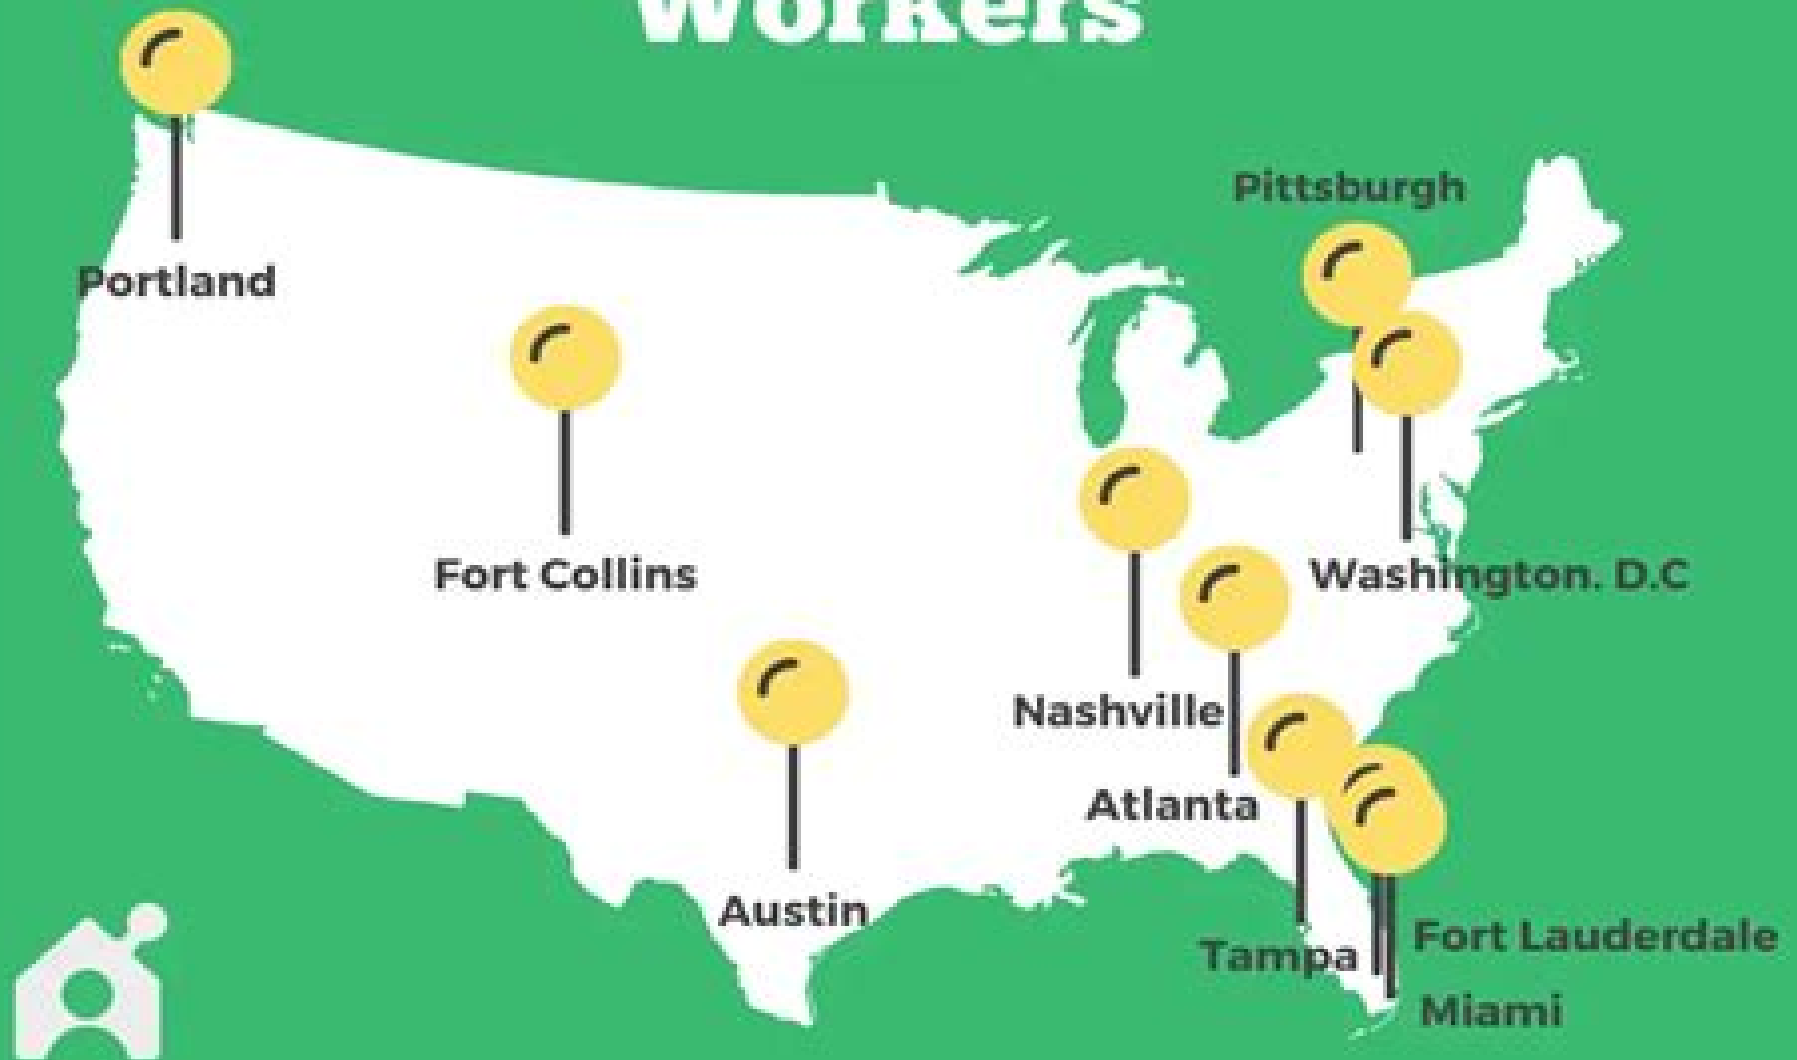 Workers
Pittsburgh
Portland
Fort Collins
Washington. D.C
Nashville
Atlanta
Austin
Tampa
Fort Lauderdale
Miami